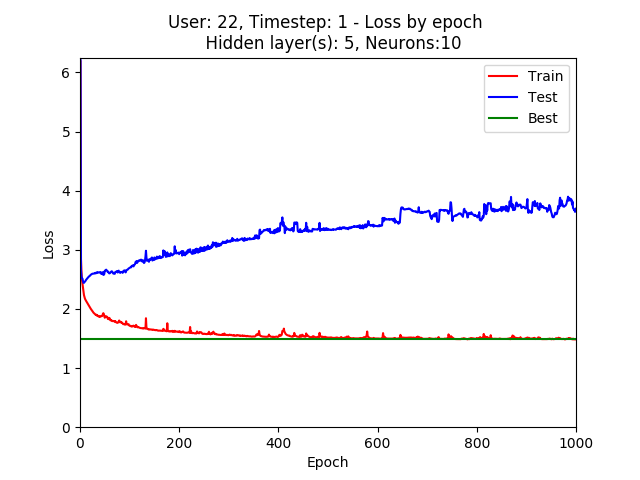 User: 22, Timestep: 1 - Loss by epoch
Hidden layer(s): 5, Neurons:10
Train
Test
Best
Loss
6
5
4
3
2
1
0
0
200
400
600
800
1000
Epoch